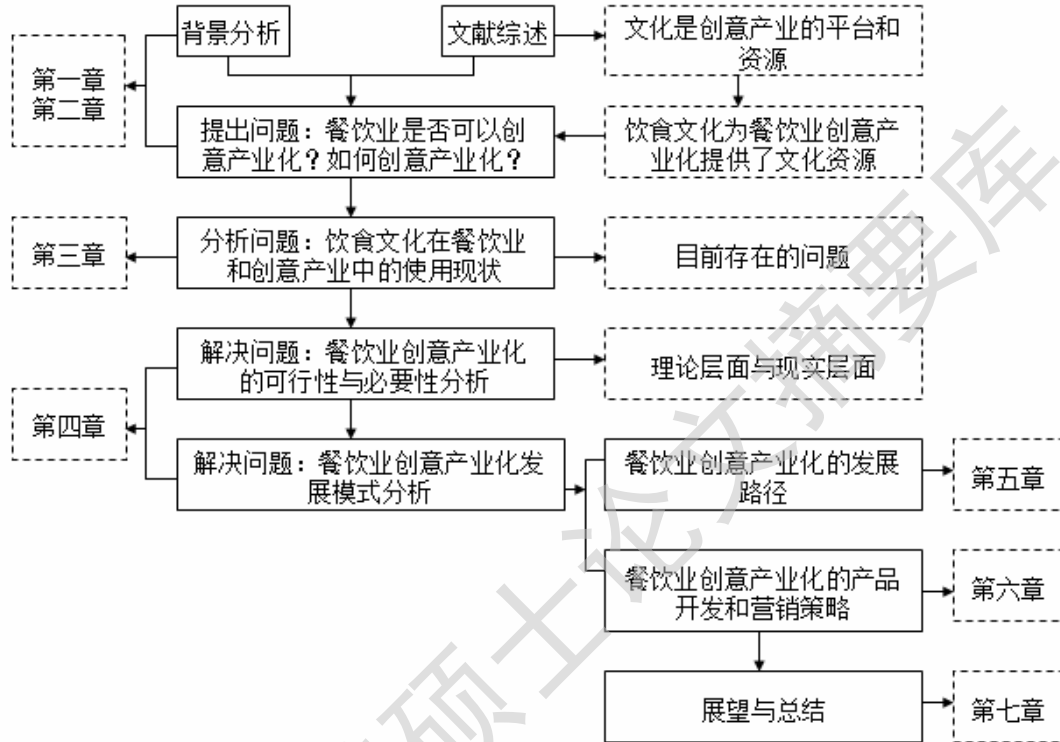 背景分析
文献综述
文化是创意产业的平台和
资源
第一章
第二章
提出问题：餐饮业是否可以创
意产业化？如何创意产业化？
饮食文化为餐饮业创意产
业化提供了文化资源
第三章
分析问题：饮食文化在餐饮业
和创意产业中的使用现状
目前存在的问题
解决问题：餐饮业创意产业化
的可行性与必要性分析
理论层面与现实层面
第四章
解决问题：餐饮业创意产业化发
展模式分析
餐饮业创意产业化的发展
路径
第五章
餐饮业创意产业化的产品
开发和营销策略
第六章
展望与总结
第七章
硕士论文摘要库